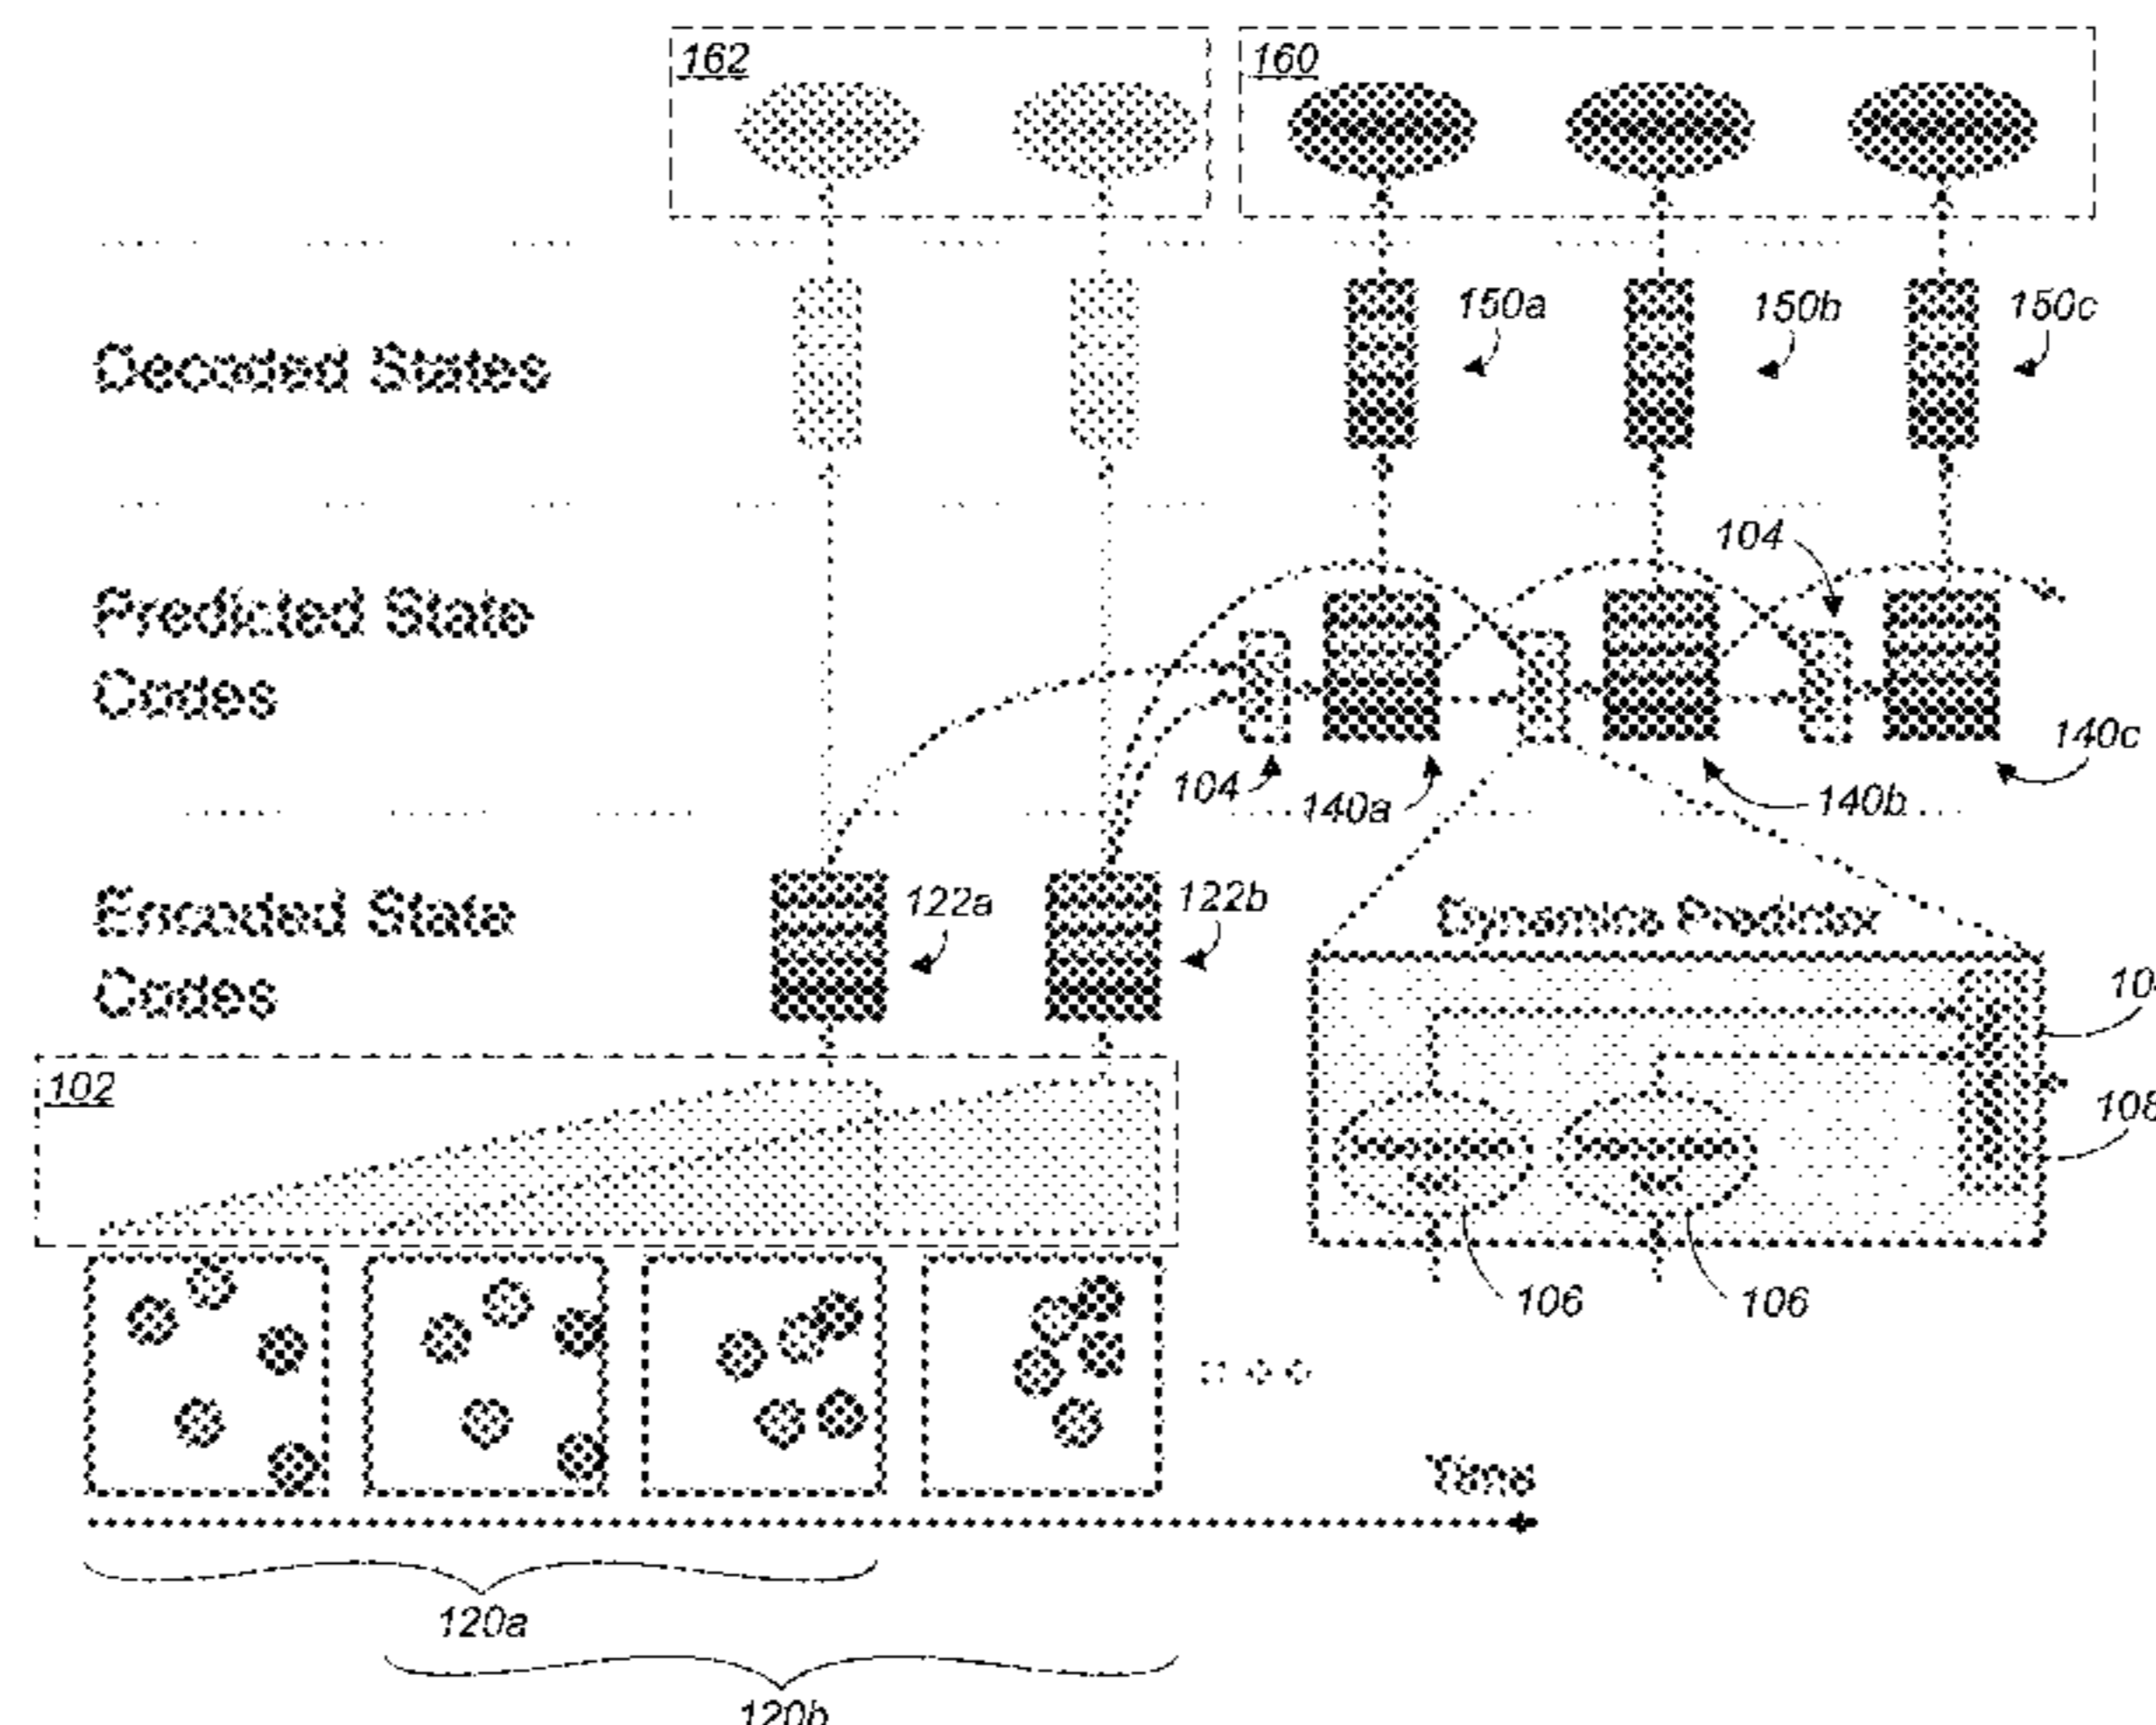 162
160
150a
150b
150c
Decoded States
104
Predicted State
Codes
140c
104
140a
140b
122a
122b
Encoded State
Codes
Dynamics Predictor
102
108
106
106
Time
120a
120b